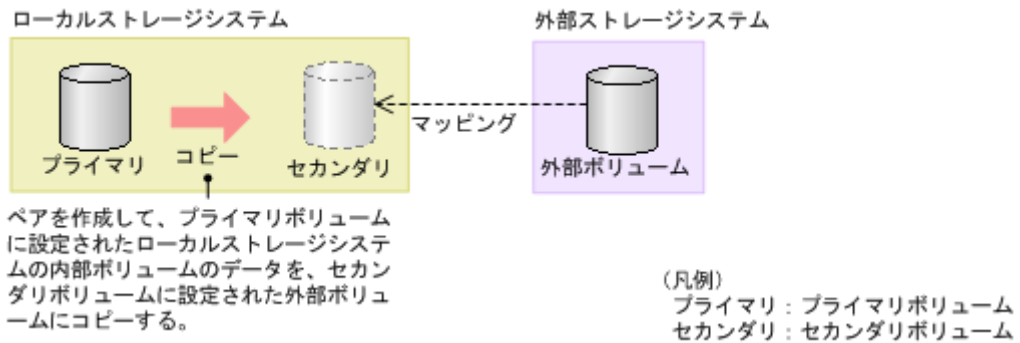 ローカルストレージシステム
外部ストレージシステム
マッピング
プライマリ
コピー
セカンダリ
外部ボリューム
ペアを作成して、プライマリボリューム
に設定されたローカルストレージシステ
ムの内部ボリュームのデータを、セカン
ダリボリュームに設定された外部ボリュ
ームにコピーする。
（凡例）
プライマリ：プライマリボリューム
セカンダリ：セカンダリボリューム